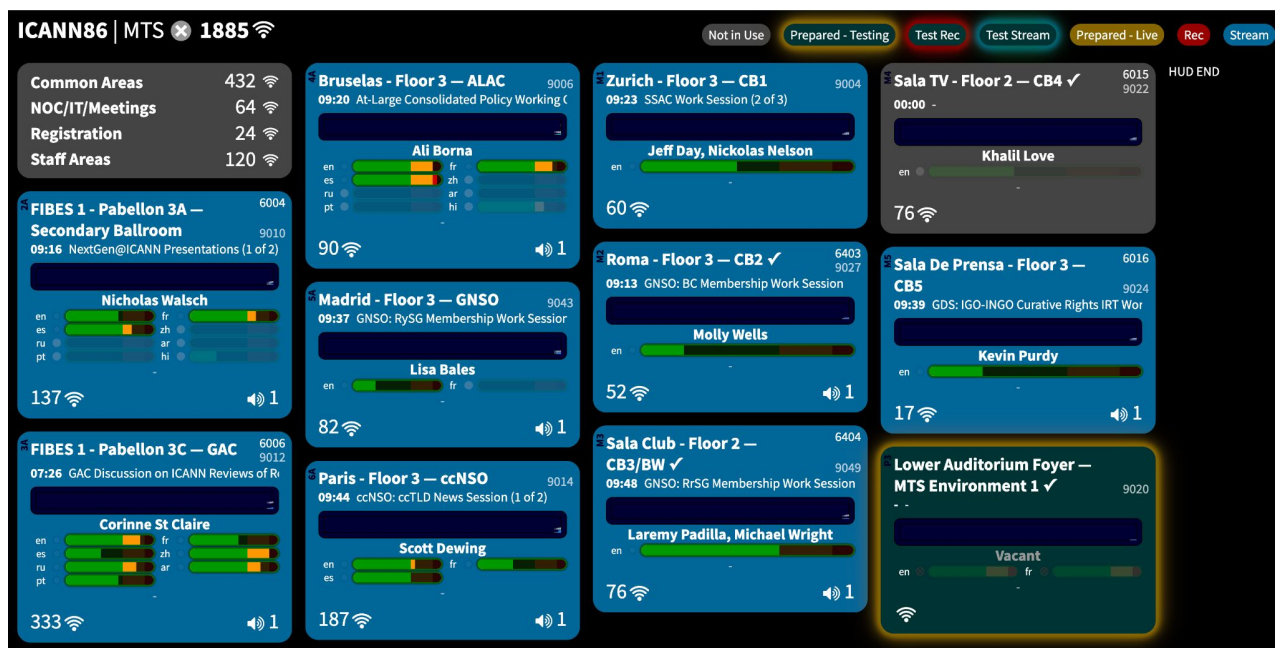 ICANN86 | MTS 1885
Not in Use
Prepared - Testing
Test Rec
Test Stream
Prepared - Live
Rec
Stream
Common Areas 432
NOC/IT/Meetings 64
Registration 24
Staff Areas 120
2A
FIBES 1 - Pabellon 3A — 6004
Secondary Ballroom 9010
09:16 NextGen@ICANN Presentations (1 of 2)
Nicholas Walsch
en fr
es zh
ru ar
pt hi
-
137 1
3A
FIBES 1 - Pabellon 3C — GAC 6006
9012
07:26 GAC Discussion on ICANN Reviews of R
Corinne St Claire
en fr
es zh
ru ar
pt
-
333 1
4A
Bruselas - Floor 3 — ALAC 9006
09:20 At-Large Consolidated Policy Working
Ali Borna
en fr
es zh
ru ar
pt hi
-
90 1
5A
Madrid - Floor 3 — GNSO 9043
09:37 GNSO: RySG Membership Work Session
Lisa Bales
en fr
-
82 1
6A
Paris - Floor 3 — ccNSO 9014
09:44 ccNSO: ccTLD News Session (1 of 2)
Scott Dewing
en fr
es
-
187 1
M1
Zurich - Floor 3 — CB1 9004
09:23 SSAC Work Session (2 of 3)
Jeff Day, Nickolas Nelson
en
-
60
M2
Roma - Floor 3 — CB2 ✓ 6403
9027
09:13 GNSO: BC Membership Work Session
Molly Wells
en
-
52 1
M3
Sala Club - Floor 2 — 6404
CB3/BW ✓ 9049
09:48 GNSO: RrSG Membership Work Session
Laremy Padilla, Michael Wright
en
-
76 1
M4
Sala TV - Floor 2 — CB4 ✓ 6015
9022
00:00 -
Khalil Love
en
-
76
M5
Sala De Prensa - Floor 3 — 6016
CB5 9024
09:39 GDS: IGO-INGO Curative Rights IRT Wor
Kevin Purdy
en
-
17 1
Lower Auditorium Foyer —
MTS Environment 1 ✓ 9020
- -
Vacant
en fr
-
HUD END